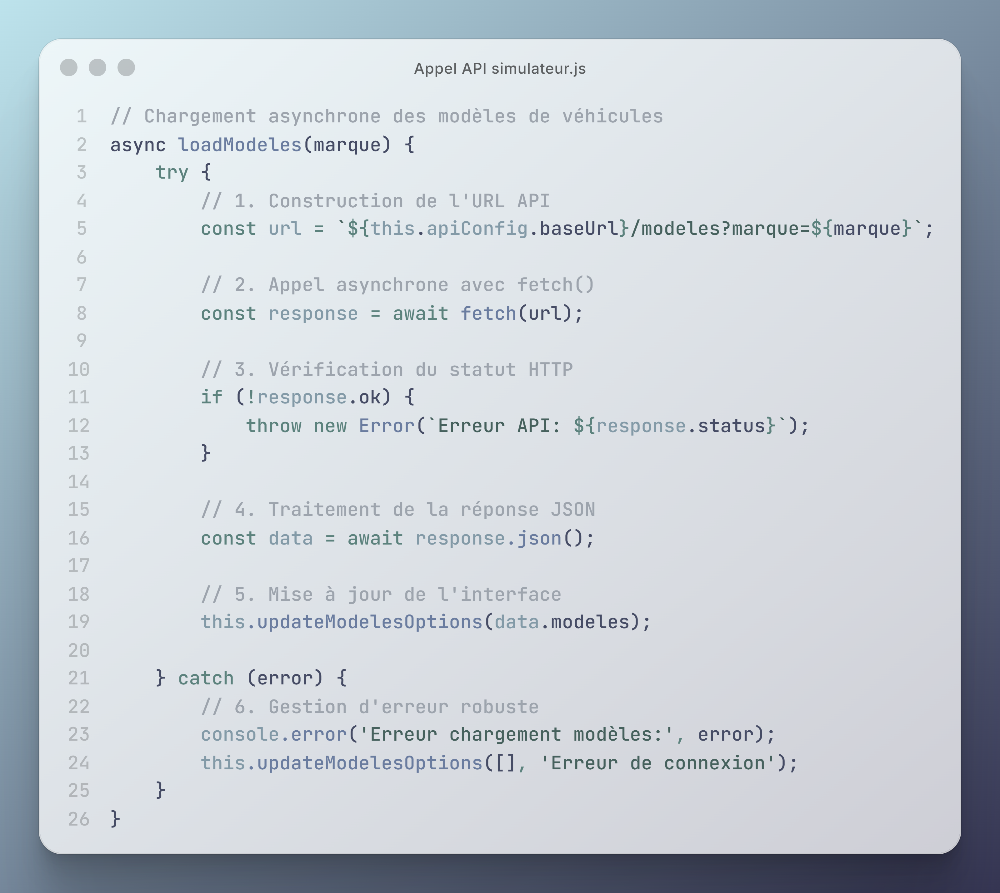 Appel API simulateur.js
1 // Chargement asynchrone des modèles de véhicules
2 async loadModeles(marque) {
3     try {
4         // 1. Construction de l'URL API
5         const url = `${this.apiConfig.baseUrl}/modeles?marque=${marque}`;
6
7         // 2. Appel asynchrone avec fetch()
8         const response = await fetch(url);
9
10         // 3. Vérification du statut HTTP
11         if (!response.ok) {
12             throw new Error(`Erreur API: ${response.status}`);
13         }
14
15         // 4. Traitement de la réponse JSON
16         const data = await response.json();
17
18         // 5. Mise à jour de l'interface
19         this.updateModelesOptions(data.modeles);
20
21     } catch (error) {
22         // 6. Gestion d'erreur robuste
23         console.error('Erreur chargement modèles:', error);
24         this.updateModelesOptions([], 'Erreur de connexion');
25     }
26 }